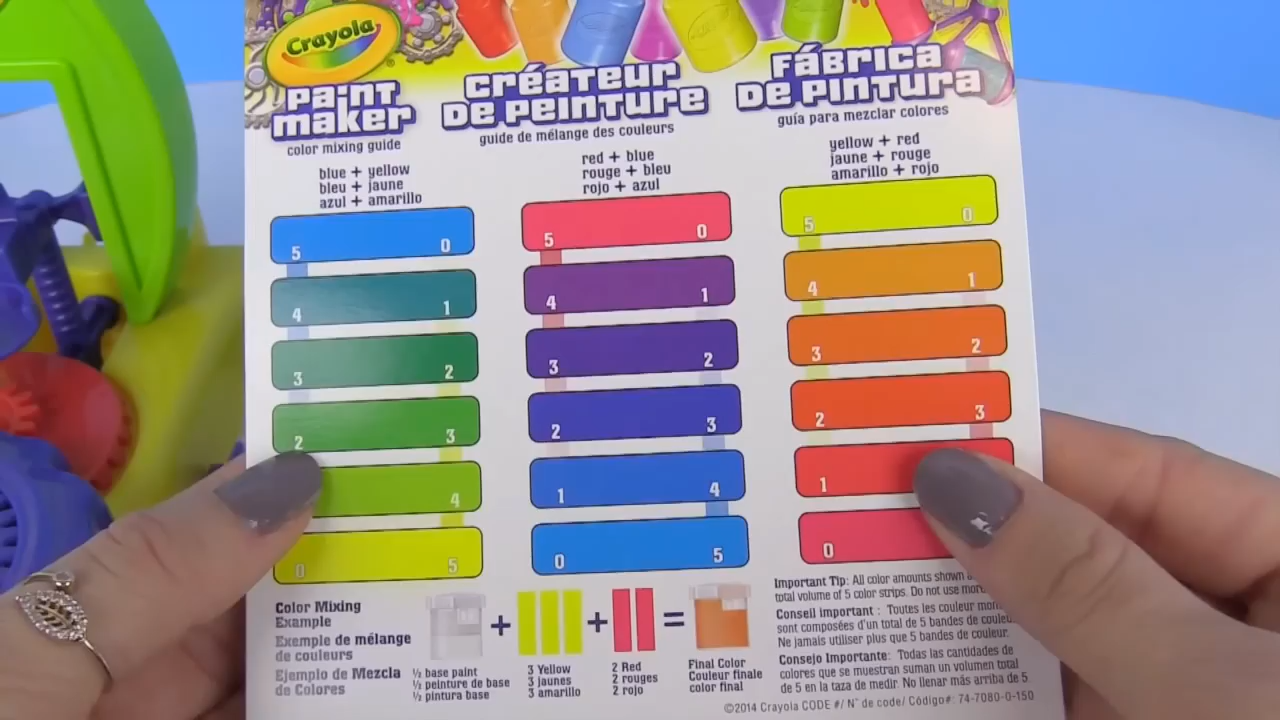 Crayola
paint
maker
color mixing guide
blue + yellow
bleu + jaune
azul + amarillo
5 0
4 1
3 2
2 3
4
0 5
créateur
de peinture
guide de mélange des couleurs
red + blue
rouge + bleu
rojo + azul
5 0
4 1
3 2
2 3
1 4
0 5
fábrica
de pintura
guía para mezclar colores
yellow + red
jaune + rouge
amarillo + rojo
5 0
4 1
3 2
2 3
1
0
Color Mixing
Example
Exemple de mélange
de couleurs
Ejemplo de Mezcla
de Colores
+ + =
½ base paint
½ peinture de base
½ pintura base
3 Yellow
3 jaunes
3 amarillo
2 Red
2 rouges
2 rojo
Final Color
Couleur finale
color final
Important Tip: All color amounts shown
total volume of 5 color strips. Do not use more
Conseil important : Toutes les couleur
sont composées d'un total de 5 bandes de
Ne jamais utiliser plus que 5 bandes de couleur.
Consejo Importante: Todas las cantidades de
colores que se muestran suman un volumen total
de 5 en la taza de medir. No llenar más arriba de 5
©2014 Crayola CODE #/ N° de code/ Código#: 74-7080-0-150